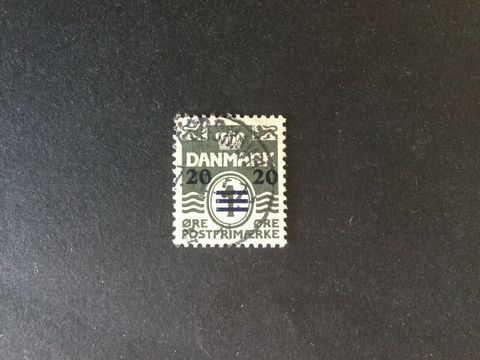 DANMARK
20 20
1
ØRE ØRE
POSTFRIMÆRKE